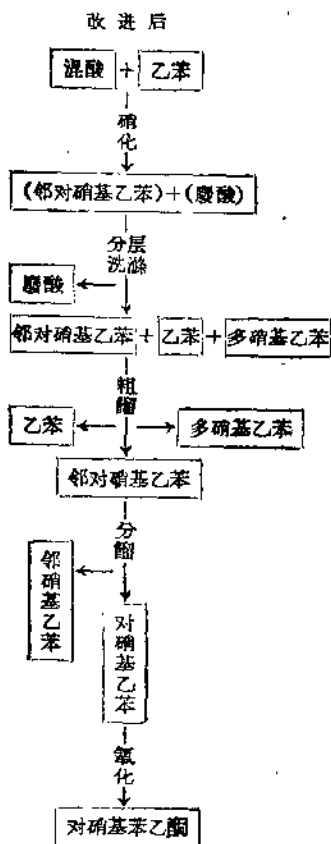 改进后
混酸 + 乙苯
硝化
(邻对硝基乙苯)+(废酸)
分层
洗涤
废酸
邻对硝基乙苯 + 乙苯 + 多硝基乙苯
粗馏
乙苯
多硝基乙苯
邻对硝基乙苯
分馏
邻硝基乙苯
对硝基乙苯
氧化
对硝基苯乙酮